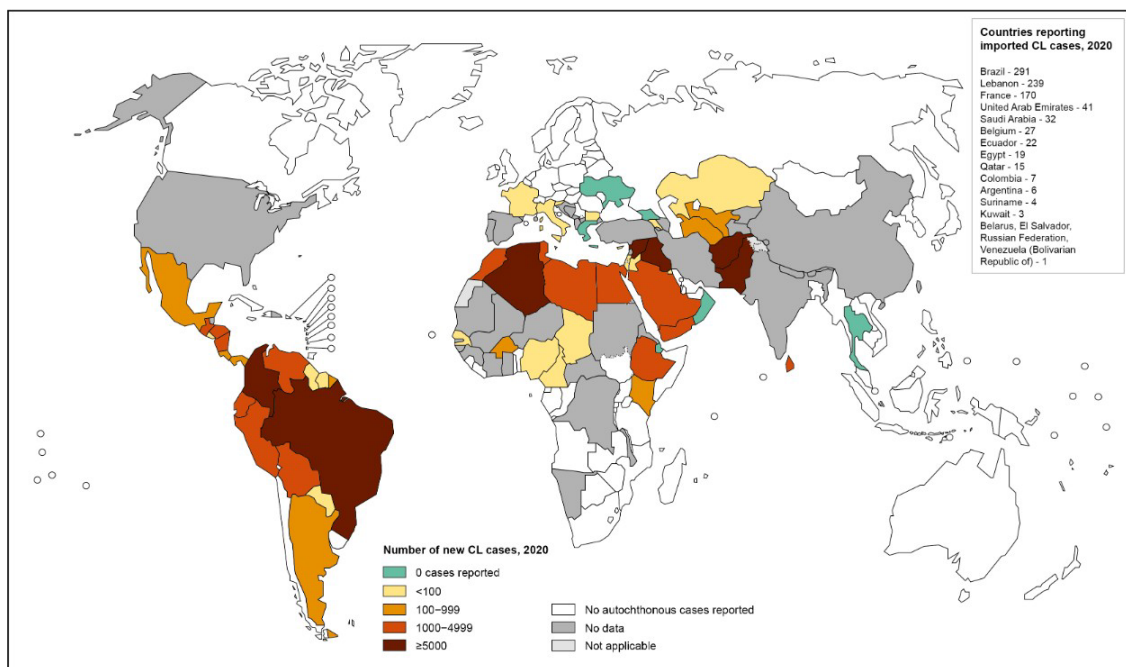 Countries reporting
imported CL cases, 2020
Brazil - 291
Lebanon - 239
France - 170
United Arab Emirates - 41
Saudi Arabia - 32
Belgium - 27
Ecuador - 22
Egypt - 19
Qatar - 15
Colombia - 7
Argentina - 6
Suriname - 4
Kuwait - 3
Belarus, El Salvador,
Russian Federation,
Venezuela (Bolivarian
Republic of) - 1
Number of new CL cases, 2020
0 cases reported
<100
100–999
1000–4999
≥5000
No autochthonous cases reported
No data
Not applicable